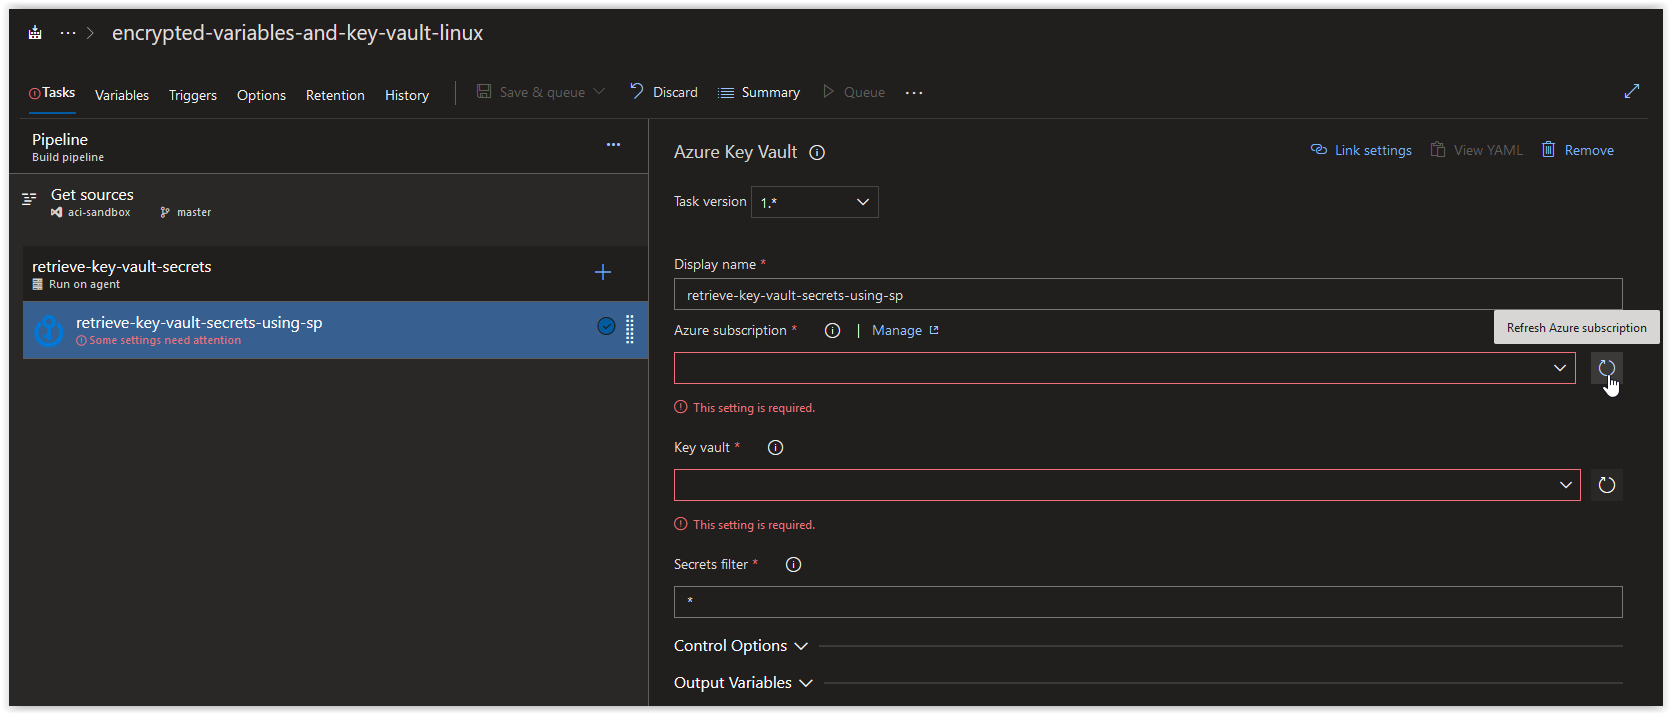 ··· > encrypted-variables-and-key-vault-linux
Tasks Variables Triggers Options Retention History Save & queue Discard Summary Queue ···
Pipeline ···
Build pipeline
Get sources
aci-sandbox master
retrieve-key-vault-secrets
Run on agent
retrieve-key-vault-secrets-using-sp
Some settings need attention
Azure Key Vault
Link settings View YAML Remove
Task version 1.*
Display name *
retrieve-key-vault-secrets-using-sp
Azure subscription * | Manage
Refresh Azure subscription
This setting is required.
Key vault *
This setting is required.
Secrets filter *
*
Control Options
Output Variables